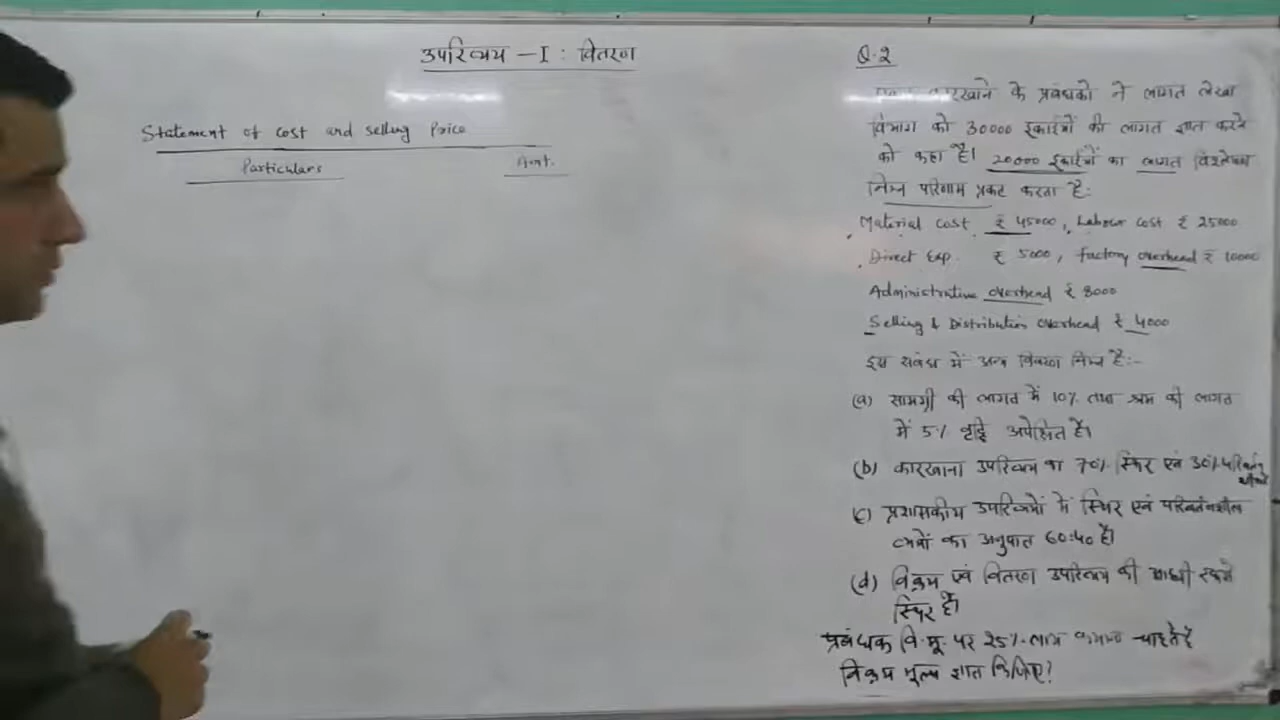 उपरिव्यय - I : वितरण
Statement of cost and selling Price
Particulars Amt.
Q.2
कारखाने के प्रबंधको ने लागत लेखा
विभाग को 30000 इकाईयों की लागत ज्ञात करने
को कहा है। 20000 इकाईयों का लागत विश्लेषण
निम्न परिणाम प्रकट करता है:
Material Cost ₹ 45000, Labour cost ₹ 25000
Direct Exp. ₹ 5000, factory overhead ₹ 10000
Administrative overhead ₹ 8000
Selling & Distribution overhead ₹ 4000
इस संबंध में अन्य विवरण निम्न है:-
(a) सामग्री की लागत में 10% तथा श्रम की लागत
में 5% वृद्धि अपेक्षित है।
(b) कारखाना उपरिव्यय का 70% स्थिर एवं 30%
(c) प्रशासकीय उपरिव्ययों में स्थिर एवं परिवर्तनशील
व्ययों का अनुपात 60:40 है।
(d) विक्रय एवं वितरण उपरिव्यय की आधी रकम
स्थिर है।
प्रबंधक वि.मू. पर 25% लाभ कमाना चाहते है
विक्रय मूल्य ज्ञात किजिए?